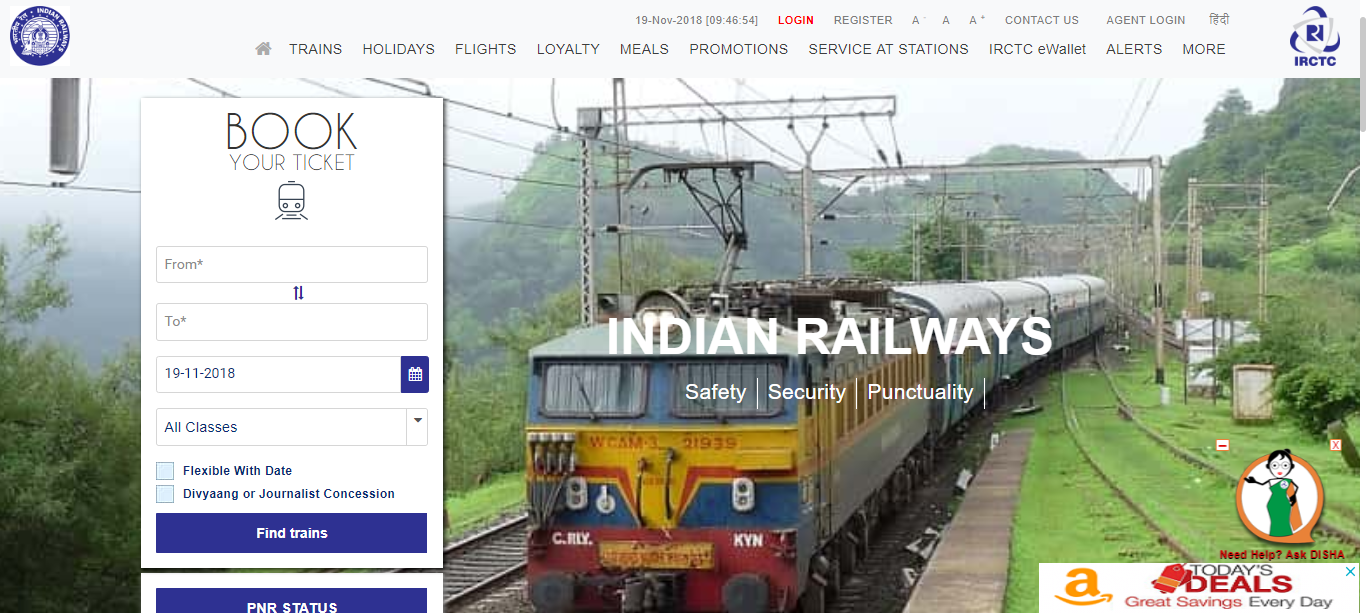 19-Nov-2018 [09:46:54] LOGIN REGISTER A - A A + CONTACT US AGENT LOGIN हिंदी
TRAINS HOLIDAYS FLIGHTS LOYALTY MEALS PROMOTIONS SERVICE AT STATIONS IRCTC eWallet ALERTS MORE
INDIAN RAILWAYS
IRCTC
BOOK
YOUR TICKET
From*
To*
19-11-2018
All Classes
Flexible With Date
Divyaang or Journalist Concession
Find trains
PNR STATUS
INDIAN RAILWAYS
Safety Security Punctuality
WCAM-3 21939
C.RLY. KYN
X
Need Help? Ask DISHA
a
TODAY'S
DEALS
Great Savings Every Day